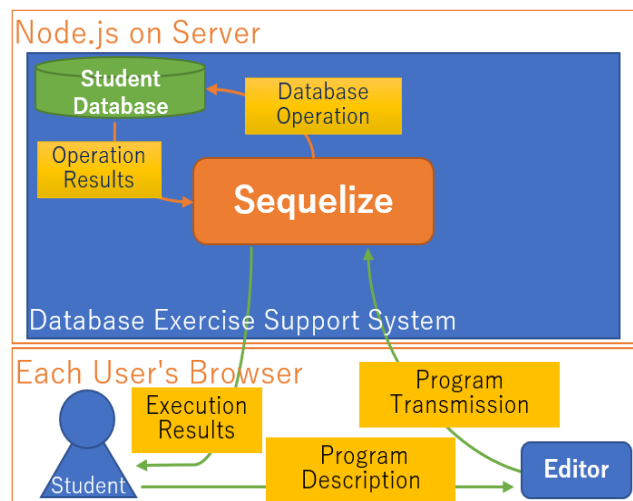 Node.js on Server
Student
Database
Database
Operation
Operation
Results
Sequelize
Database Exercise Support System
Each User's Browser
Execution
Results
Program
Transmission
Program
Description
Student
Editor